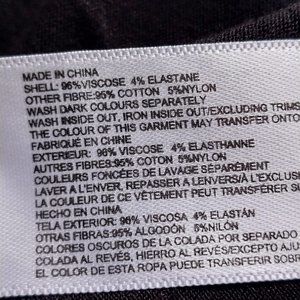 MADE IN CHINA
SHELL: 96%VISCOSE 4% ELASTANE
OTHER FIBRE:95% COTTON 5%NYLON
WASH DARK COLOURS SEPARATELY
WASH INSIDE OUT, IRON INSIDE OUT/EXCLUDING TRIMS
THE COLOUR OF THIS GARMENT MAY TRANSFER ONTO
FABRIQUÉ EN CHINE
EXTERIEUR: 96% VISCOSE 4% ELASTHANNE
AUTRES FIBRES:95% COTON 5%NYLON
COULEURS FONCÉES DE LAVAGE SÉPARÉMENT
LAVER A L'ENVERS, REPASSER A L'ENVERS/À L'EXCLUSI
LA COULEUR DE CE VÊTEMENT PEUT TRANSFÉRER S
HECHO EN CHINA
TELA EXTERIOR: 96% VISCOSA 4% ELASTÁN
OTRAS FIBRAS:95% ALGODÓN 5%NILÓN
COLORES OSCUROS DE LA COLADA POR SEPARADO
COLADA AL REVÉS, HIERRO AL REVÉS/EXCEPTO AJU
EL COLOR DE ESTA ROPA PUEDE TRANSFERIR S